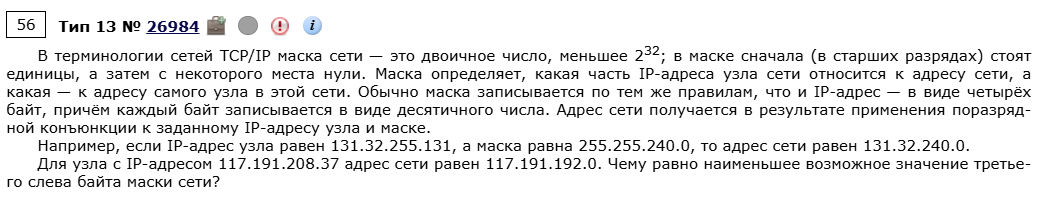 56 Тип 13 № 26984
В терминологии сетей TCP/IP маска сети — это двоичное число, меньшее 2³²; в маске сначала (в старших разрядах) стоят
единицы, а затем с некоторого места нули. Маска определяет, какая часть IP-адреса узла сети относится к адресу сети, а
какая — к адресу самого узла в этой сети. Обычно маска записывается по тем же правилам, что и IP-адрес — в виде четырёх
байт, причём каждый байт записывается в виде десятичного числа. Адрес сети получается в результате применения поразряд-
ной конъюнкции к заданному IP-адресу узла и маске.
Например, если IP-адрес узла равен 131.32.255.131, а маска равна 255.255.240.0, то адрес сети равен 131.32.240.0.
Для узла с IP-адресом 117.191.208.37 адрес сети равен 117.191.192.0. Чему равно наименьшее возможное значение третье-
го слева байта маски сети?